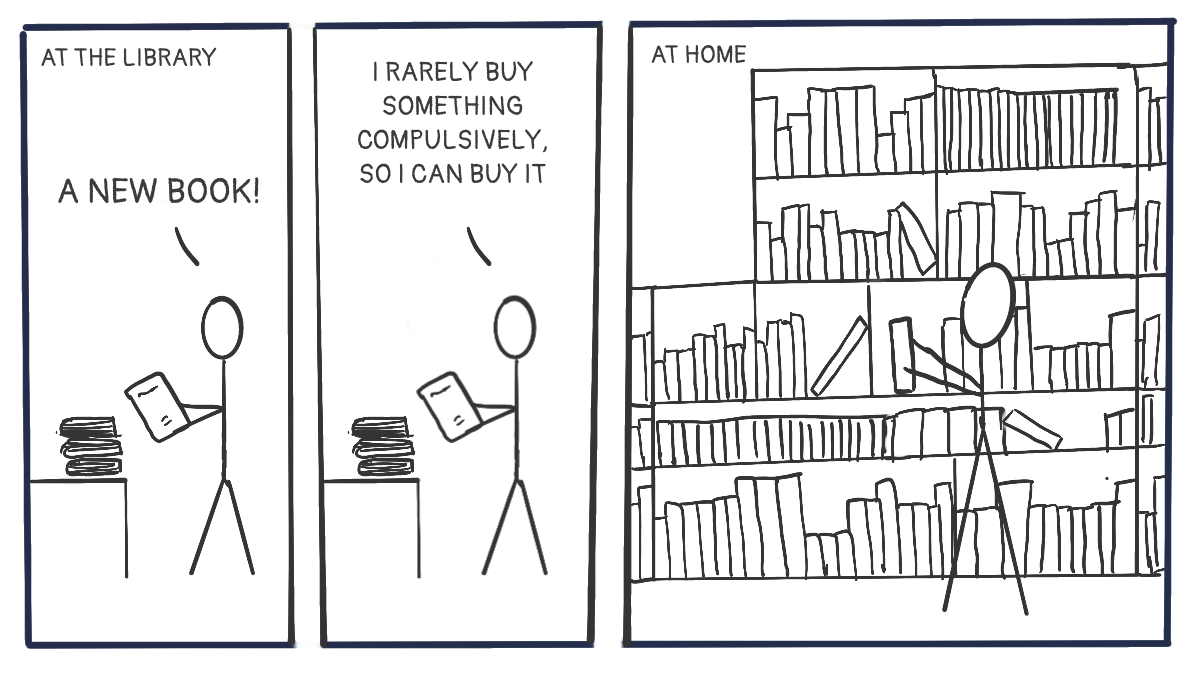 AT THE LIBRARY
A NEW BOOK!
I RARELY BUY
SOMETHING
COMPULSIVELY,
SO I CAN BUY IT
AT HOME